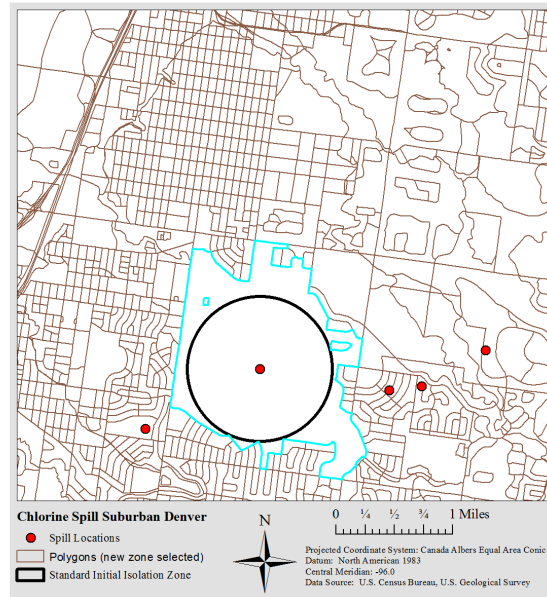 Chlorine Spill Suburban Denver
Spill Locations
Polygons (new zone selected)
Standard Initial Isolation Zone
N
0 ¼ ½ ¾ 1 Miles
Projected Coordinate System: Canada Albers Equal Area Conic
Datum: North American 1983
Central Meridian: -96.0
Data Source: U.S. Census Bureau, U.S. Geological Survey